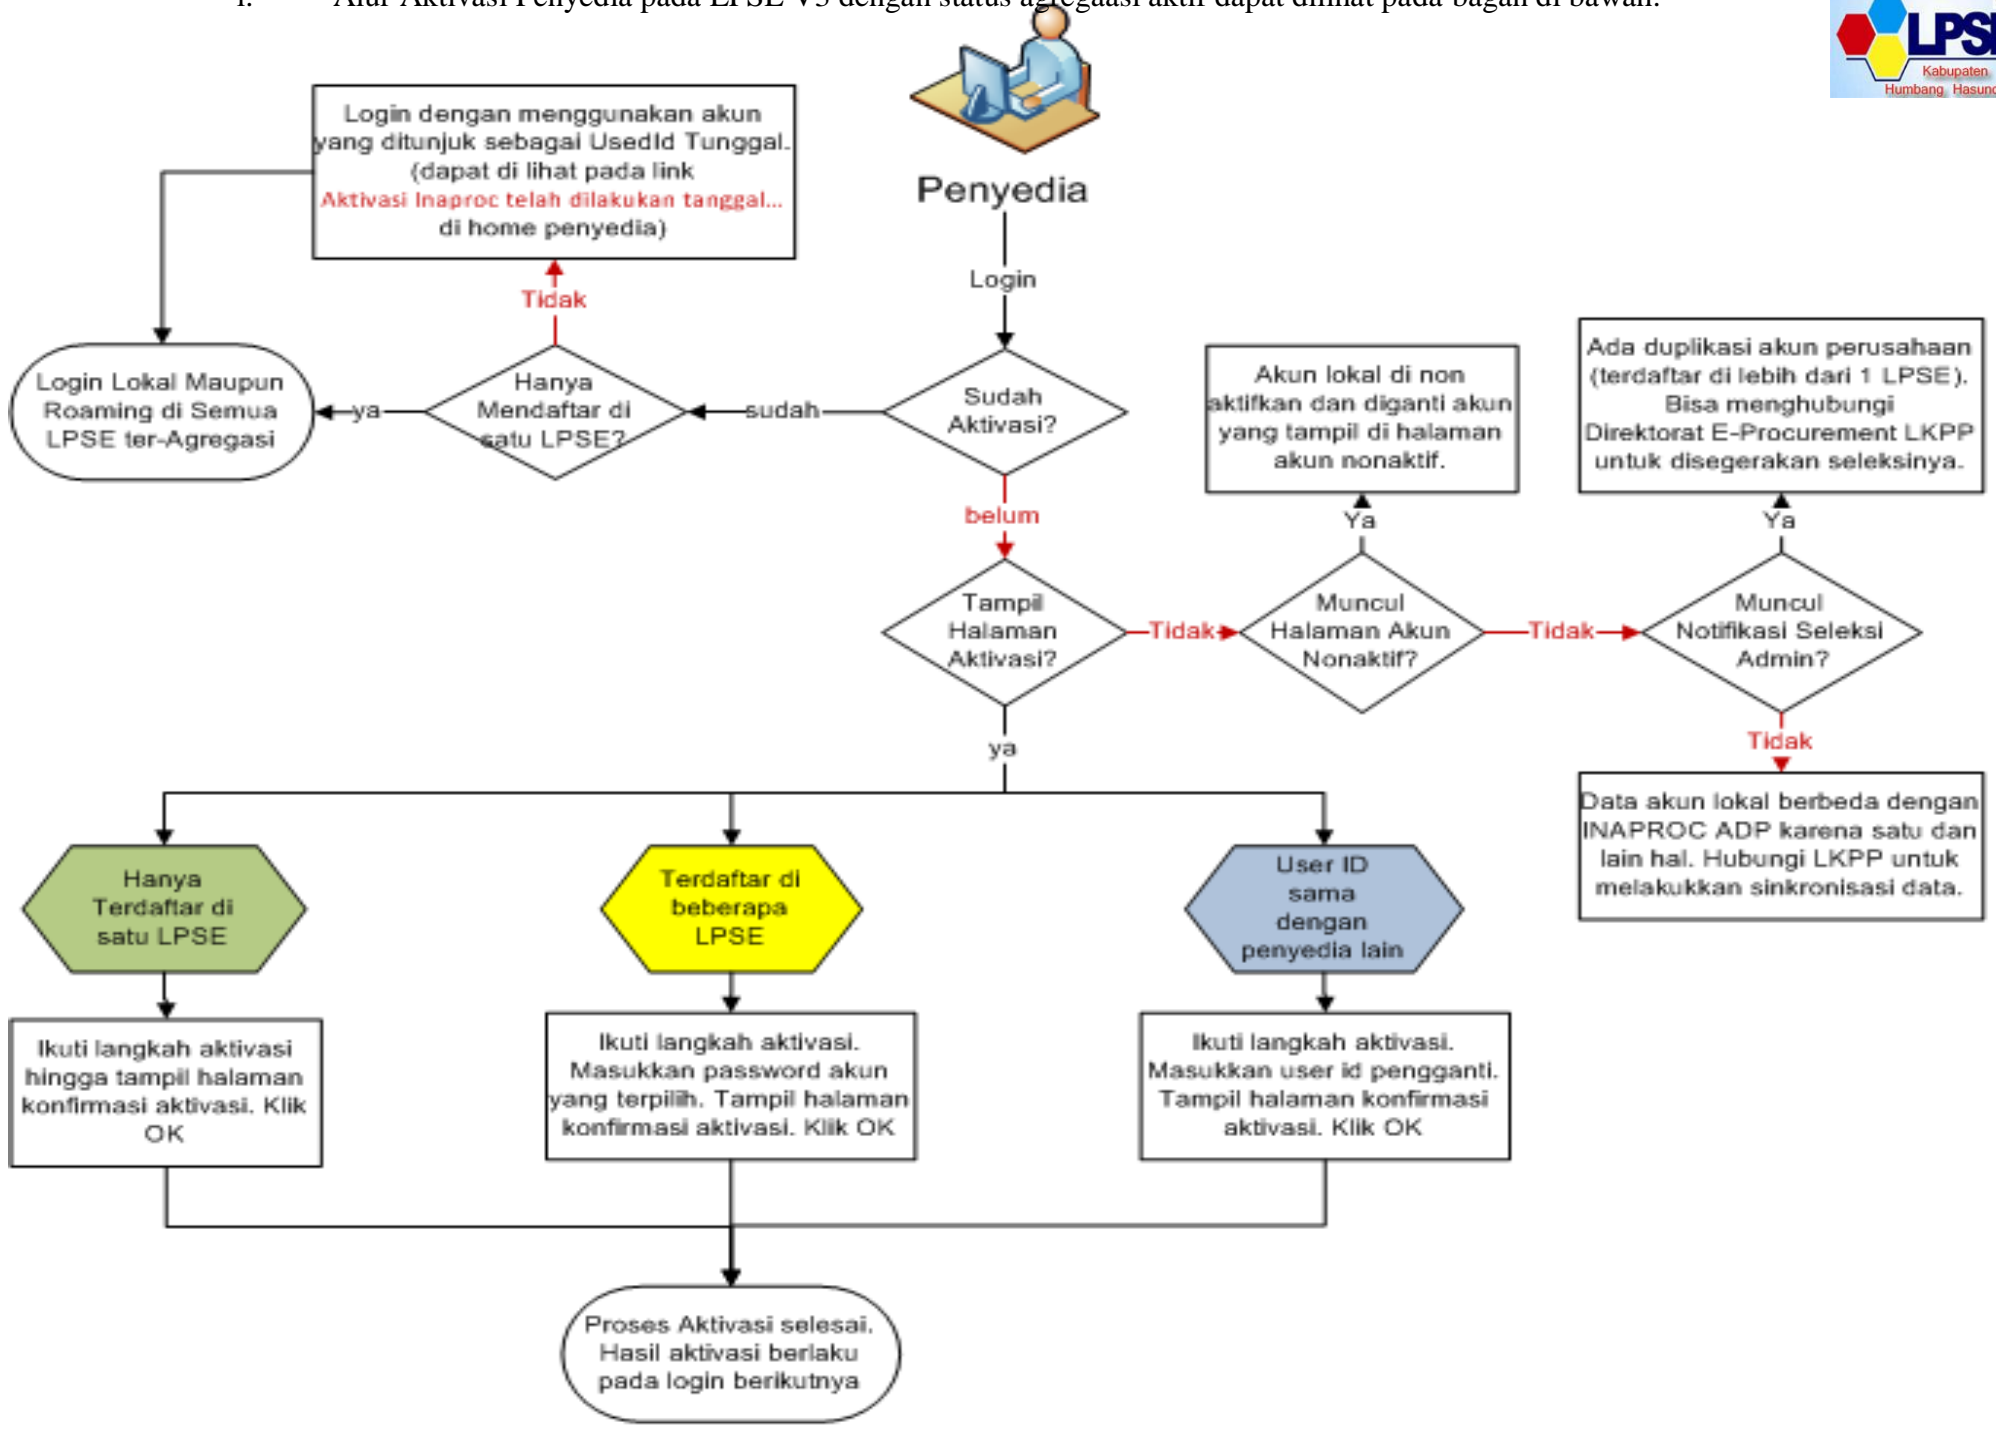 Alur Aktivasi Penyedia pada LPSE V3 dengan status agregaasi aktif dapat dilihat pada bagan di bawah.
LPSE
Kabupaten
Humbang Hasund
Penyedia
Login
Login dengan menggunakan akun
yang ditunjuk sebagai UsedId Tunggal.
(dapat di lihat pada link
Aktivasi Inaproc telah dilakukan tanggal...
di home penyedia)
Tidak
Login Lokal Maupun
Roaming di Semua
LPSE ter-Agregasi
ya
Hanya
Mendaftar di
satu LPSE?
sudah
Sudah
Aktivasi?
belum
Akun lokal di non
aktifkan dan diganti akun
yang tampil di halaman
akun nonaktif.
Ya
Ada duplikasi akun perusahaan
(terdaftar di lebih dari 1 LPSE).
Bisa menghubungi
Direktorat E-Procurement LKPP
untuk disegerakan seleksinya.
Ya
Tampil
Halaman
Aktivasi?
Tidak
Muncul
Halaman Akun
Nonaktif?
Tidak
Muncul
Notifikasi Seleksi
Admin?
Tidak
ya
Data akun lokal berbeda dengan
INAPROC ADP karena satu dan
lain hal. Hubungi LKPP untuk
melakukkan sinkronisasi data.
Hanya
Terdaftar di
satu LPSE
Terdaftar di
beberapa
LPSE
User ID
sama
dengan
penyedia lain
Ikuti langkah aktivasi
hingga tampil halaman
konfirmasi aktivasi. Klik
OK
Ikuti langkah aktivasi.
Masukkan password akun
yang terpilih. Tampil halaman
konfirmasi aktivasi. Klik OK
Ikuti langkah aktivasi.
Masukkan user id pengganti.
Tampil halaman konfirmasi
aktivasi. Klik OK
Proses Aktivasi selesai.
Hasil aktivasi berlaku
pada login berikutnya